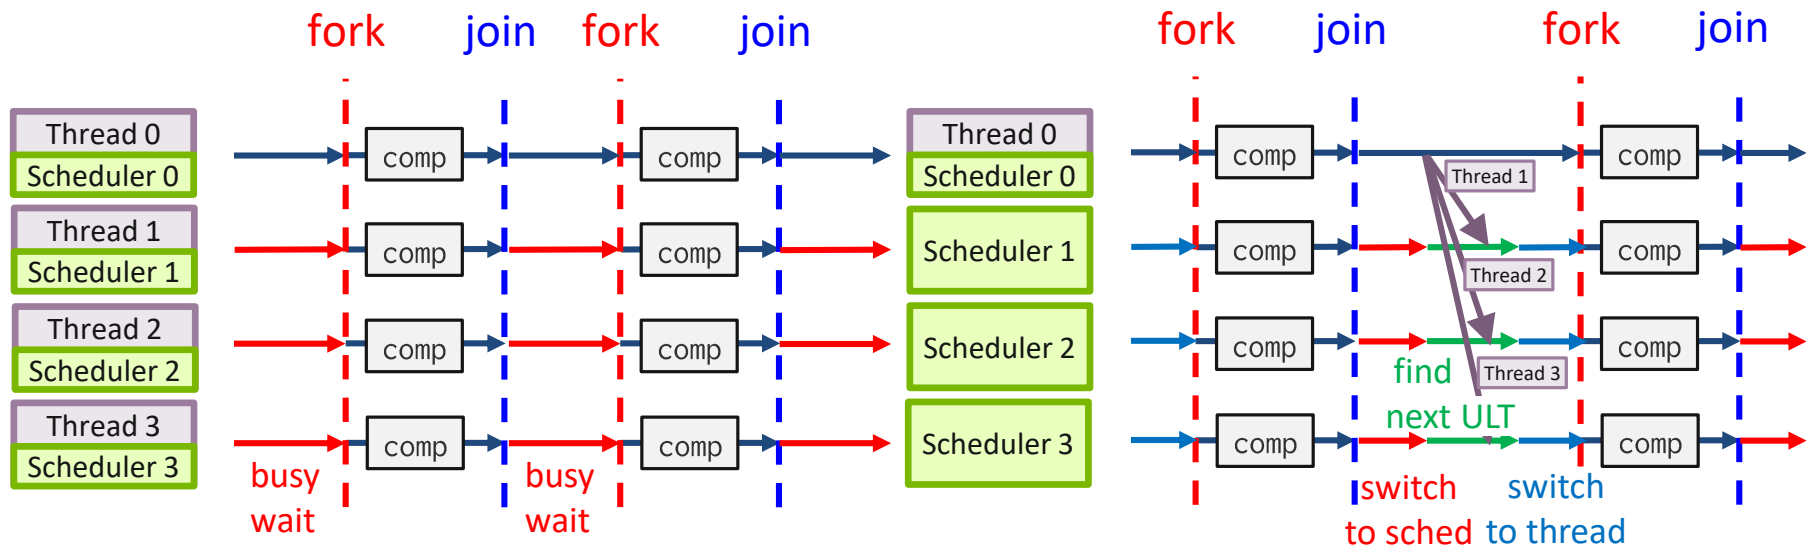 fork join fork join
Thread 0
Scheduler 0
Thread 1
Scheduler 1
Thread 2
Scheduler 2
Thread 3
Scheduler 3
comp comp
comp comp
comp comp
comp comp
busy
wait
busy
wait
fork join fork join
Thread 0
Scheduler 0
Scheduler 1
Scheduler 2
Scheduler 3
comp comp
comp comp
comp comp
comp comp
Thread 1
Thread 2
Thread 3
find
next ULT
switch
to sched
switch
to thread